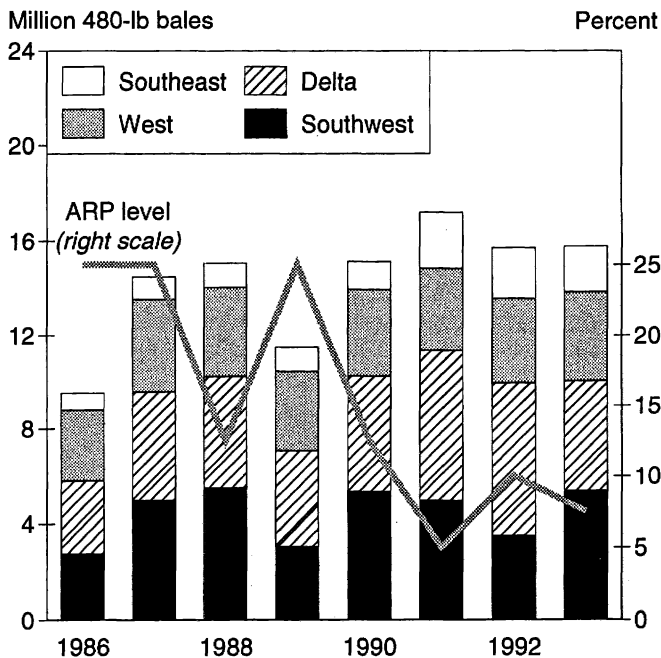 Million 480-lb bales
Percent
24
Southeast
Delta
West
Southwest
20
ARP level
(right scale)
16
25
12
20
15
8
10
4
5
0
0
1986
1988
1990
1992